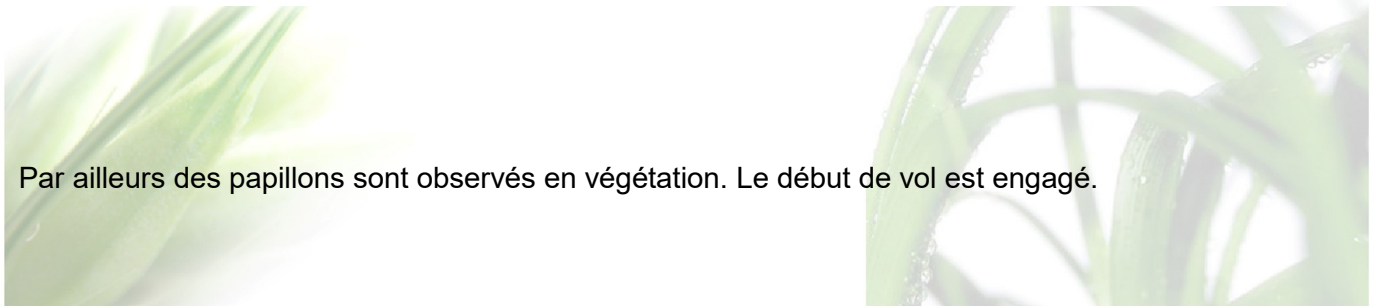 Par ailleurs des papillons sont observés en végétation. Le début de vol est engagé.